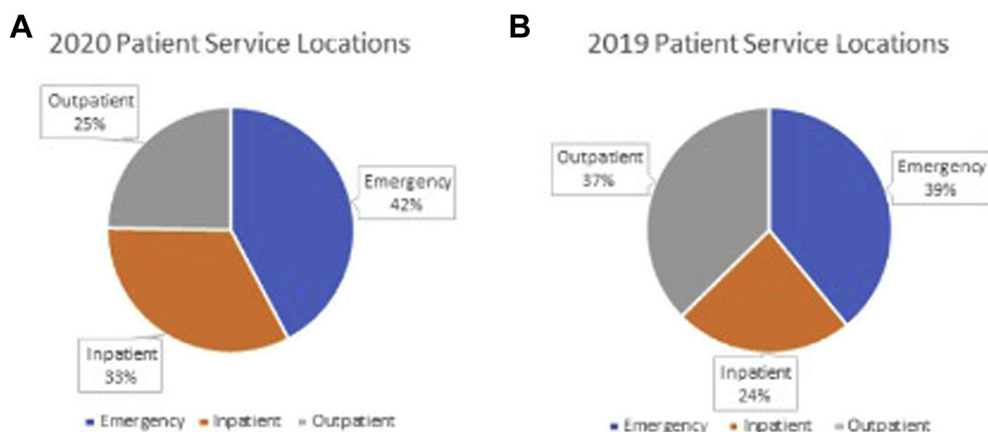 A
2020 Patient Service Locations
Outpatient
25%
Emergency
42%
Inpatient
33%
Emergency Inpatient Outpatient
B
2019 Patient Service Locations
Outpatient
37%
Emergency
39%
Inpatient
24%
Emergency Inpatient Outpatient